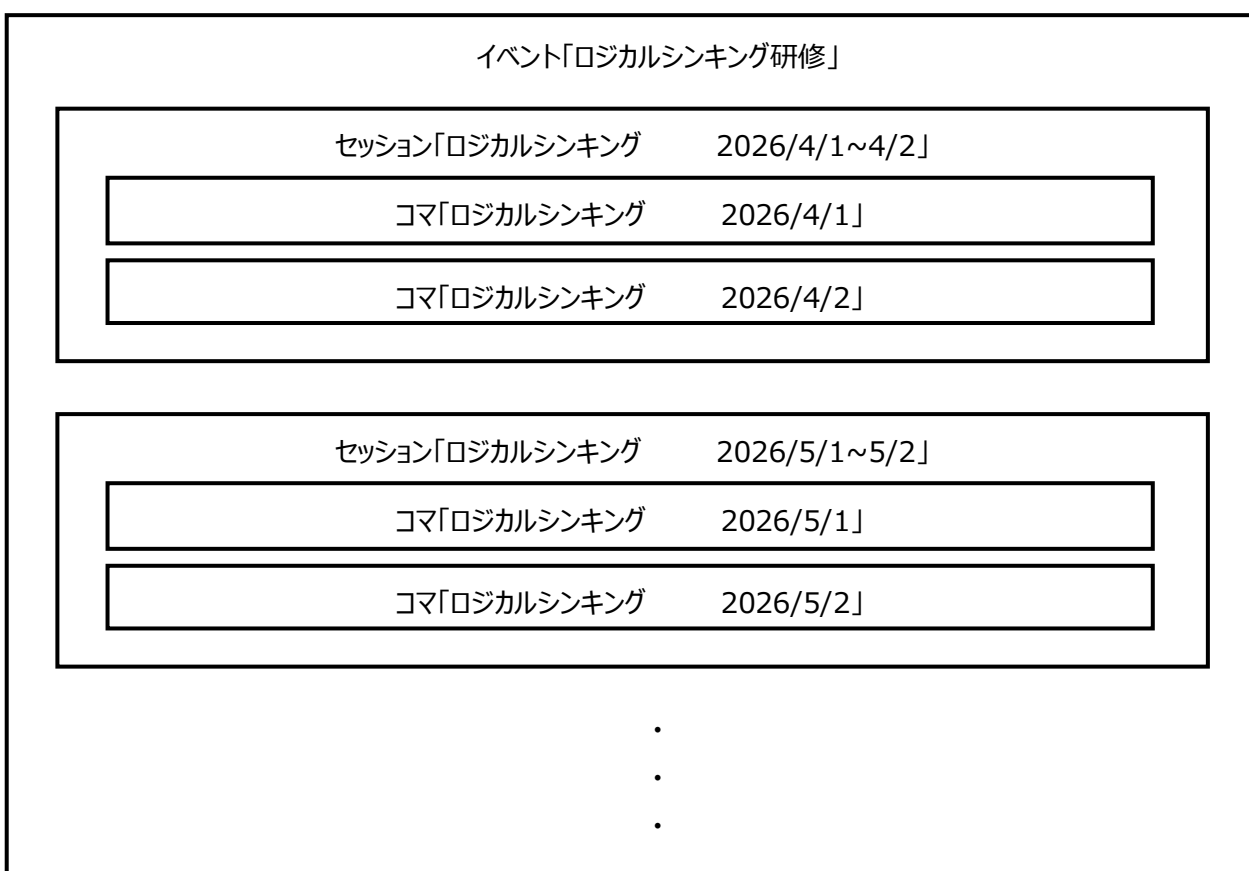 イベント「ロジカルシンキング研修」
セッション「ロジカルシンキング 2026/4/1~4/2」
コマ「ロジカルシンキング 2026/4/1」
コマ「ロジカルシンキング 2026/4/2」
セッション「ロジカルシンキング 2026/5/1~5/2」
コマ「ロジカルシンキング 2026/5/1」
コマ「ロジカルシンキング 2026/5/2」
・
・
・